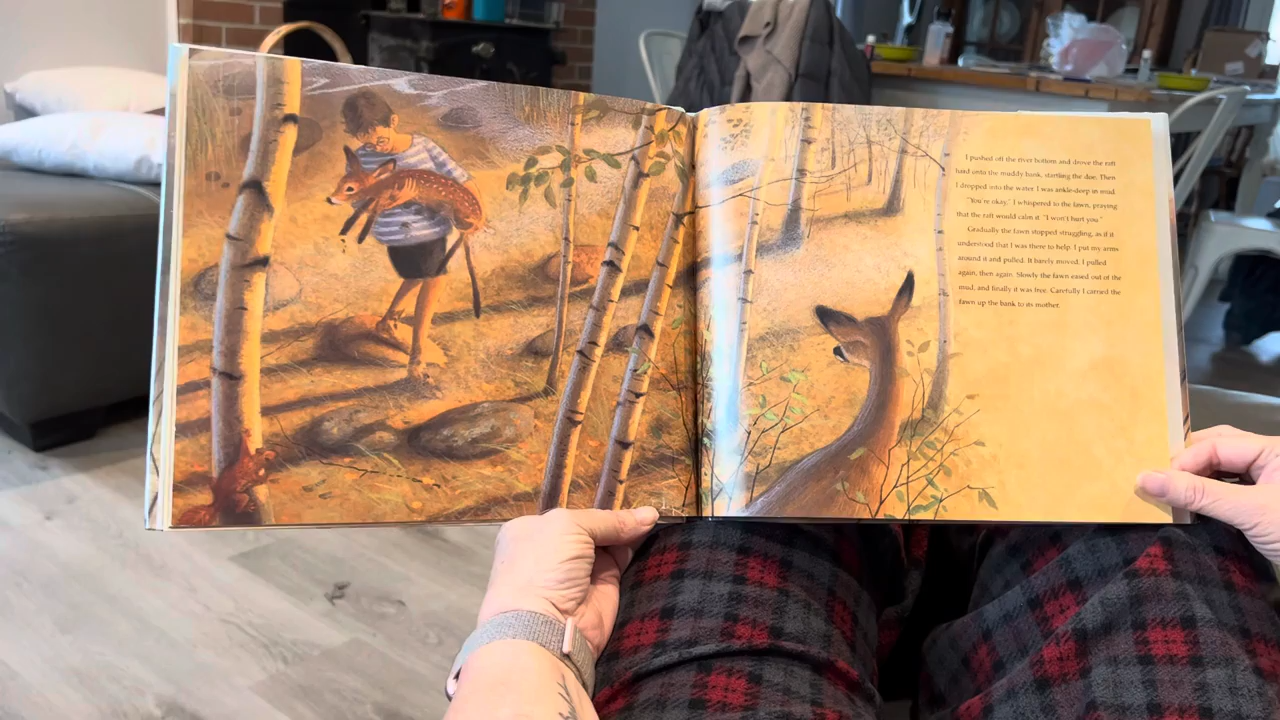 I pushed off the river bottom and drove the raft
hard onto the muddy bank, startling the doe. Then
I dropped into the water. I was ankle-deep in mud.
"You're okay," I whispered to the fawn, praying
that the raft would calm it. "I won't hurt you."
Gradually the fawn stopped struggling, as if it
understood that I was there to help. I put my arms
around it and pulled. It barely moved. I pulled
again, then again. Slowly the fawn eased out of the
mud, and finally it was free. Carefully I carried the
fawn up the bank to its mother.